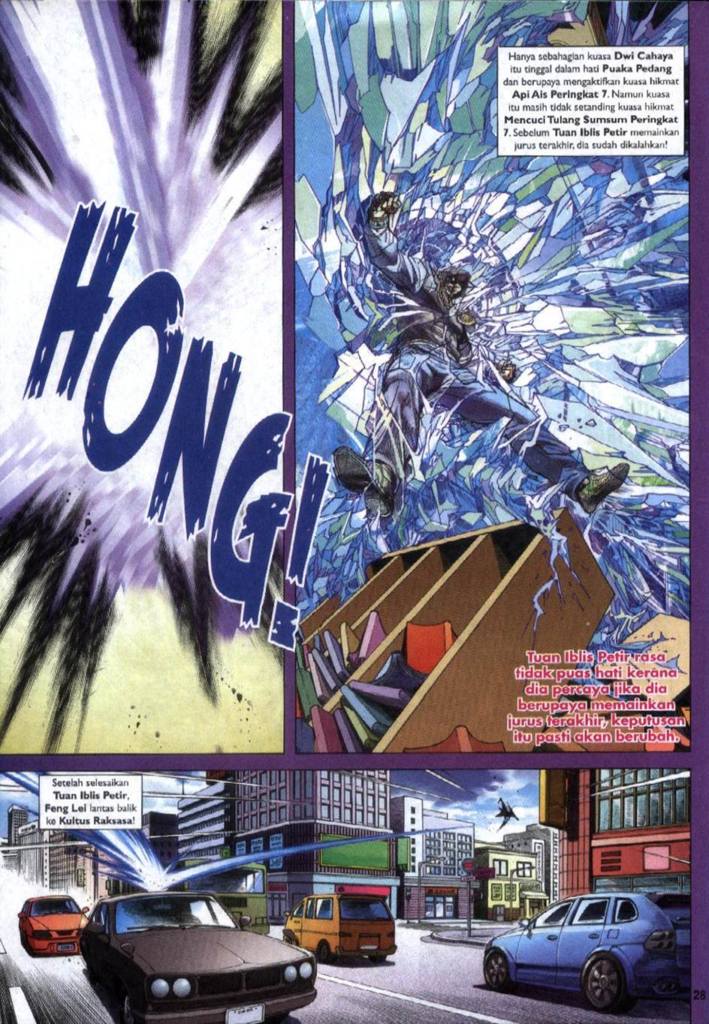 HONG!
Hanya sebahagian kuasa Dwi Cahaya
itu tinggal dalam hati Puaka Pedang
dan berupaya mengaktifkan kuasa hikmat
Api Ais Peringkat 7. Namun kuasa
itu masih tidak setanding kuasa hikmat
Mencuci Tulang Sumsum Peringkat
7. Sebelum Tuan Iblis Petir memainkan
jurus terakhir, dia sudah dikalahkan!
Tuan Iblis Petir rasa
tidak puas hati kerana
dia percaya jika dia
berupaya memainkan
jurus terakhir, keputusan
itu pasti akan berubah.
Setelah selesaikan
Tuan Iblis Petir,
Feng Lei lantas balik
ke Kultus Raksasa!
28